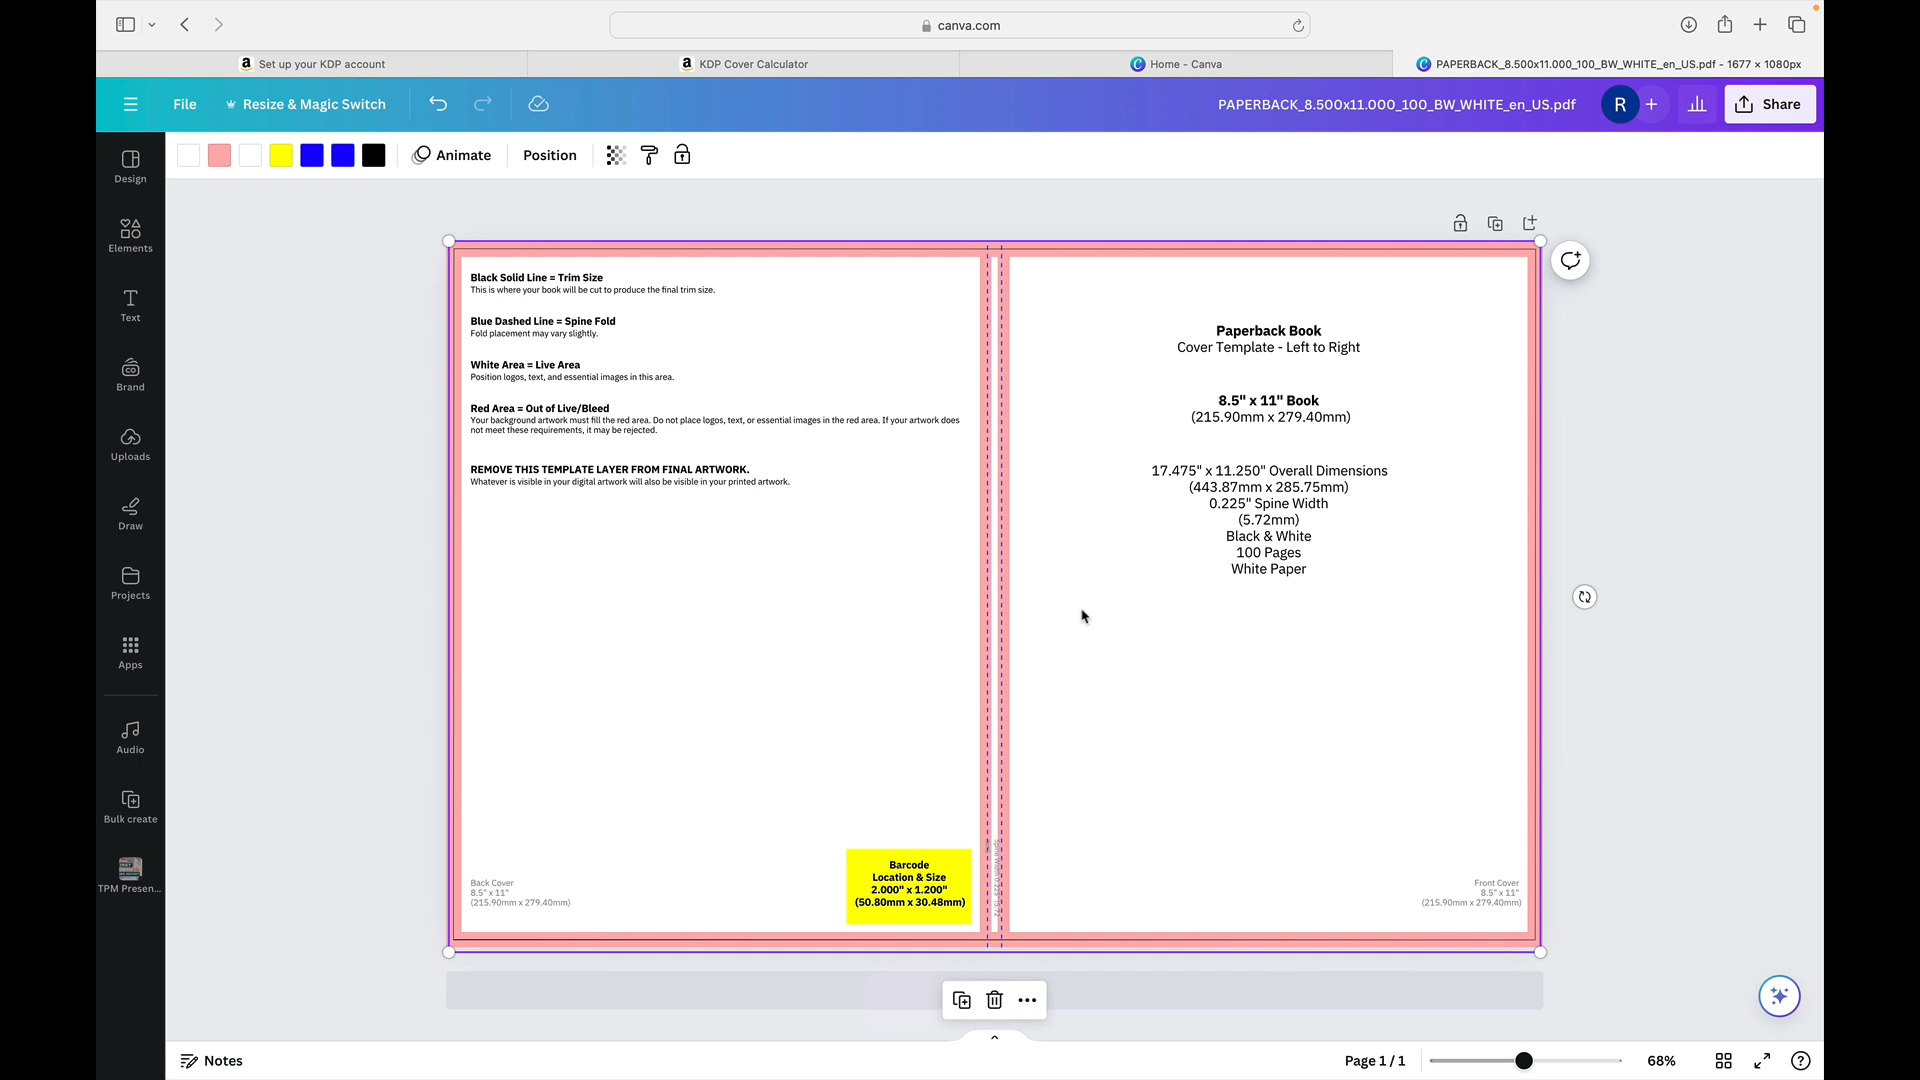 canva.com
Set up your KDP account
KDP Cover Calculator
Home - Canva
PAPERBACK_8.500x11.000_100_BW_WHITE_en_US.pdf - 1677 × 1080px
File
Resize & Magic Switch
PAPERBACK_8.500x11.000_100_BW_WHITE_en_US.pdf
R
Share
Animate
Position
Design
Elements
Text
Brand
Uploads
Draw
Projects
Apps
Audio
Bulk create
TPM Presen...
Black Solid Line = Trim Size
This is where your book will be cut to produce the final trim size.
Blue Dashed Line = Spine Fold
Fold placement may vary slightly.
White Area = Live Area
Position logos, text, and essential images in this area.
Red Area = Out of Live/Bleed
Your background artwork must fill the red area. Do not place logos, text, or essential images in the red area. If your artwork does
not meet these requirements, it may be rejected.
REMOVE THIS TEMPLATE LAYER FROM FINAL ARTWORK.
Whatever is visible in your digital artwork will also be visible in your printed artwork.
Back Cover
8.5" x 11"
(215.90mm x 279.40mm)
Barcode
Location & Size
2.000" x 1.200"
(50.80mm x 30.48mm)
Paperback Book
Cover Template - Left to Right
8.5" x 11" Book
(215.90mm x 279.40mm)
17.475" x 11.250" Overall Dimensions
(443.87mm x 285.75mm)
0.225" Spine Width
(5.72mm)
Black & White
100 Pages
White Paper
Front Cover
8.5" x 11"
(215.90mm x 279.40mm)
Notes
Page 1 / 1
68%